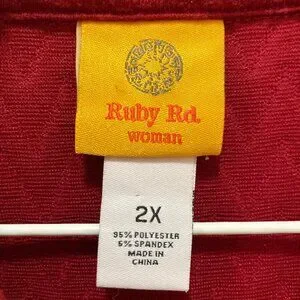 Ruby Rd.
woman
2X
95% POLYESTER
5% SPANDEX
MADE IN
CHINA